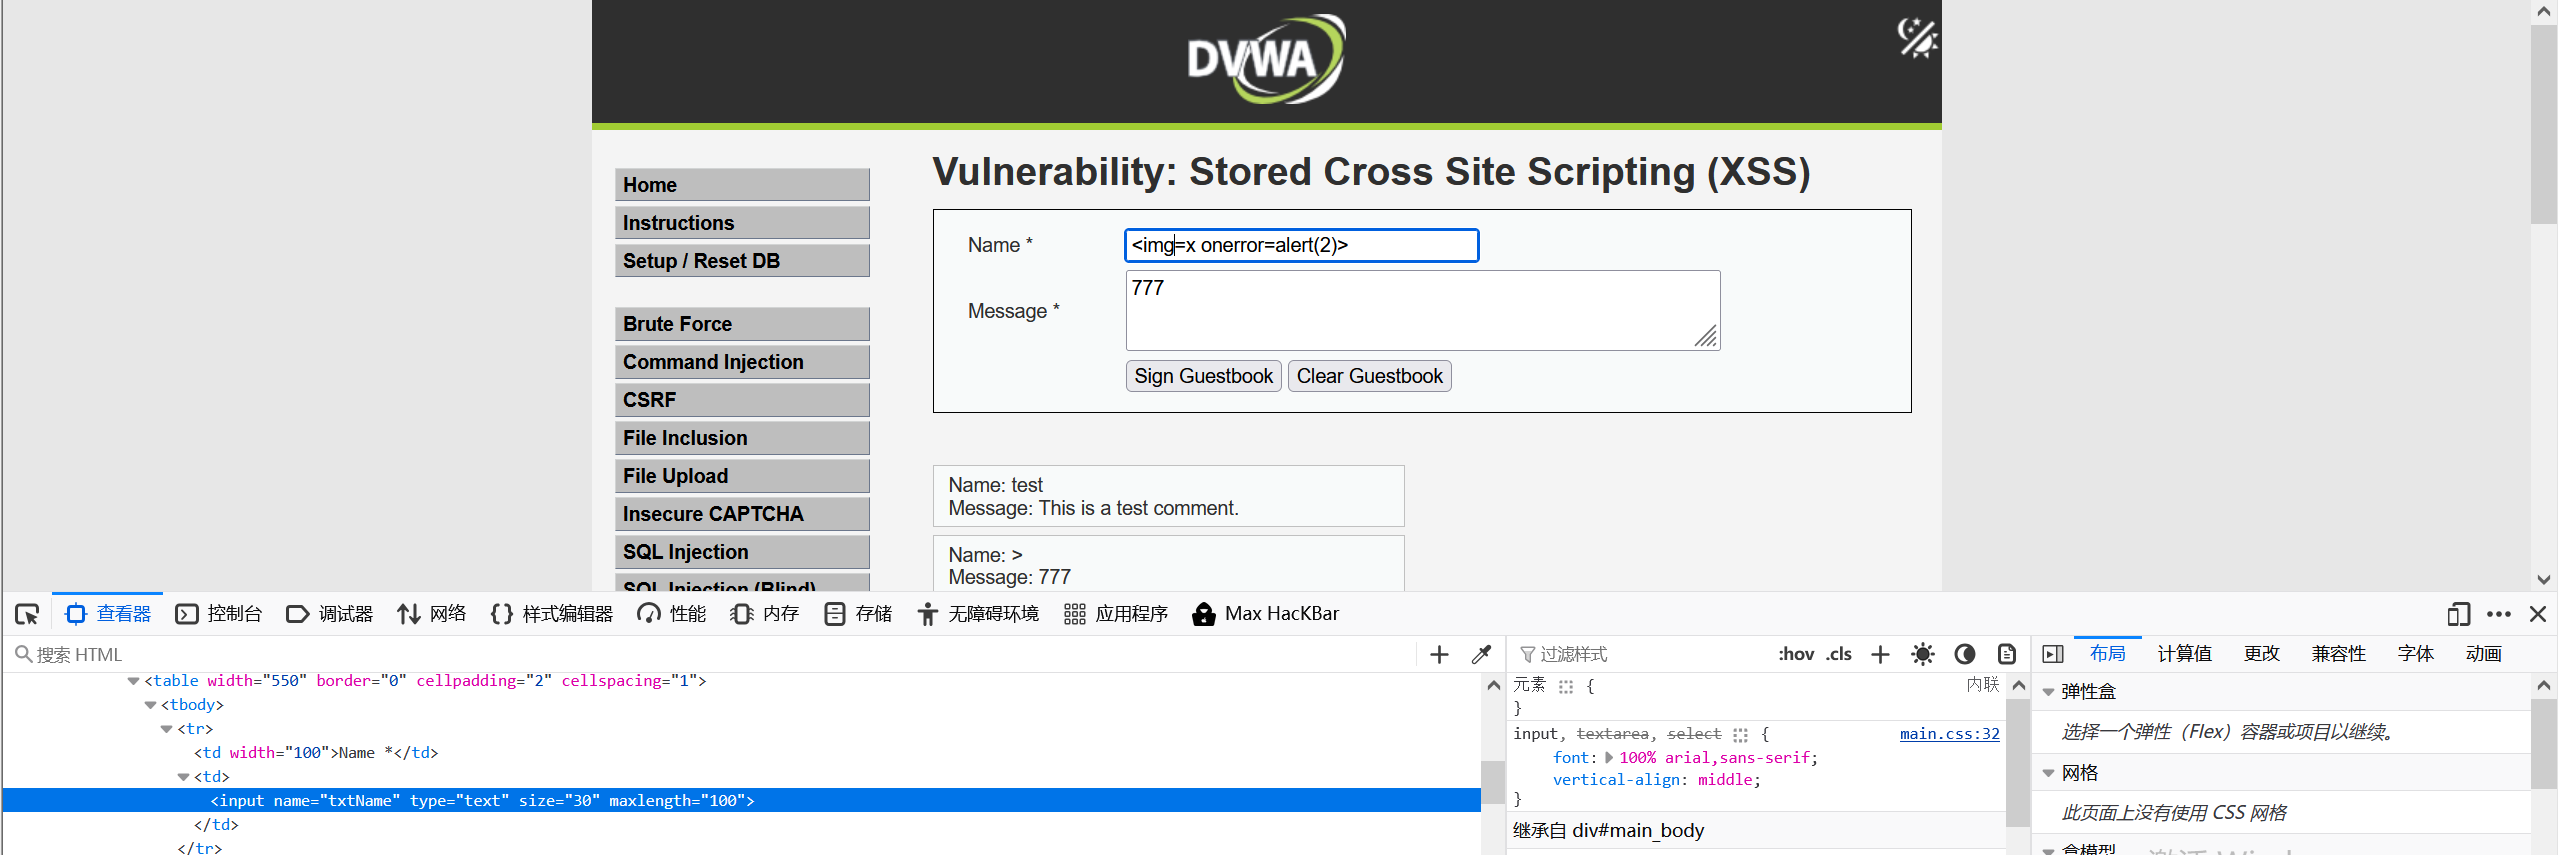 DVWA
Vulnerability: Stored Cross Site Scripting (XSS)
Home
Instructions
Setup / Reset DB
Brute Force
Command Injection
CSRF
File Inclusion
File Upload
Insecure CAPTCHA
SQL Injection
SQL Injection (Blind)
Name *
<img=x onerror=alert(2)>
Message *
777
Sign Guestbook
Clear Guestbook
Name: test
Message: This is a test comment.
Name: >
Message: 777
查看器 控制台 调试器 网络 {} 样式编辑器 性能 内存 存储 无障碍环境 应用程序 Max HacKBar
搜索 HTML
<table width="550" border="0" cellpadding="2" cellspacing="1">
<tbody>
<tr>
<td width="100">Name *</td>
<td>
<input name="txtName" type="text" size="30" maxlength="100">
</td>
</tr>
过滤样式 :hov .cls
元素 { 内联
}
input, textarea, select { main.css:32
font: 100% arial,sans-serif;
vertical-align: middle;
}
继承自 div#main_body
布局 计算值 更改 兼容性 字体 动画
弹性盒
选择一个弹性（Flex）容器或项目以继续。
网格
此页面上没有使用 CSS 网格
盒模型